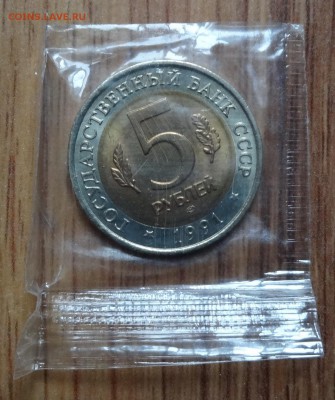 COINS.LAVE.RU
ГОСУДАРСТВЕННЫЙ БАНК СССР
5
РУБЛЕЙ
1991